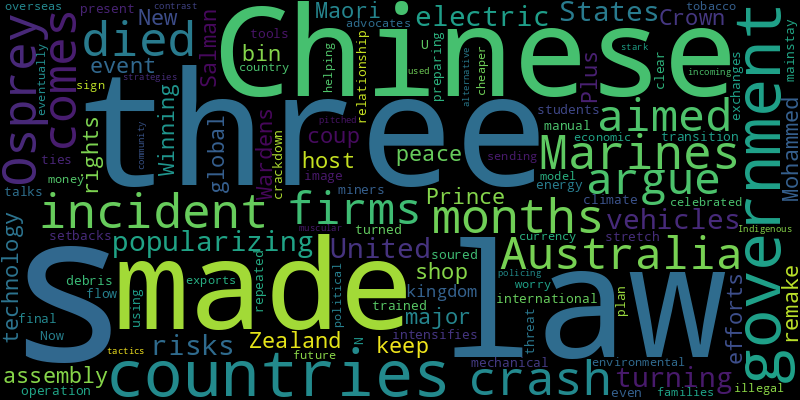 overseas
present
contrast
New
Maori
advocates
electric
States
Crown
tobacco
Osprey
eventually
comes
died
event
Salman
bin
tools
country
Chinese
U
stark
Plus
government
mainstay
sign
strategies
three
helping
relationship
preparing
cheaper
alternative
used
incoming
clear
exchanges
aimed
students
Mohammed
rights
community
Winning
global
Wardens
crackdown
pitched
coup
host
image
peace
sending
Marines
manual
economic
transition
ties
talks
money
miners
model
energy
argue
climate
celebrated
incident
firms
Prince
months
vehicles
Indigenous
technology
setbacks
popularizing
muscular
turned
United
soured
currency
stretch
Australia
remake
S
made
law
debris
flow
exports
using
repeated
trained
political
kingdom
shop
policing
worry
international
threat
plan
efforts
final
Now
risks
Zealand
future
keep
major
intensifies
N
tactics
assembly
operation
countries
crash
mechanical
even
environmental
turning
families
illegal